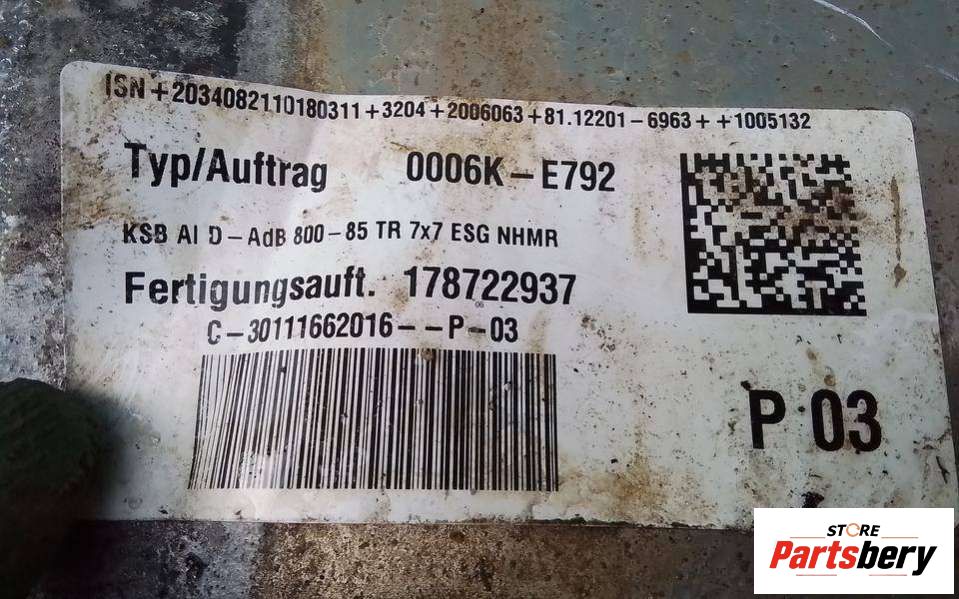 ISN+2034082110180311+3204+2006063+81.12201-6963++1005132
Typ/Auftrag 0006K-E792
KSB AI D-AdB 800-85 TR 7x7 ESG NHMR
Fertigungsauft. 178722937
06
C-30111662016--P-03
P 03
STORE
Partsbery